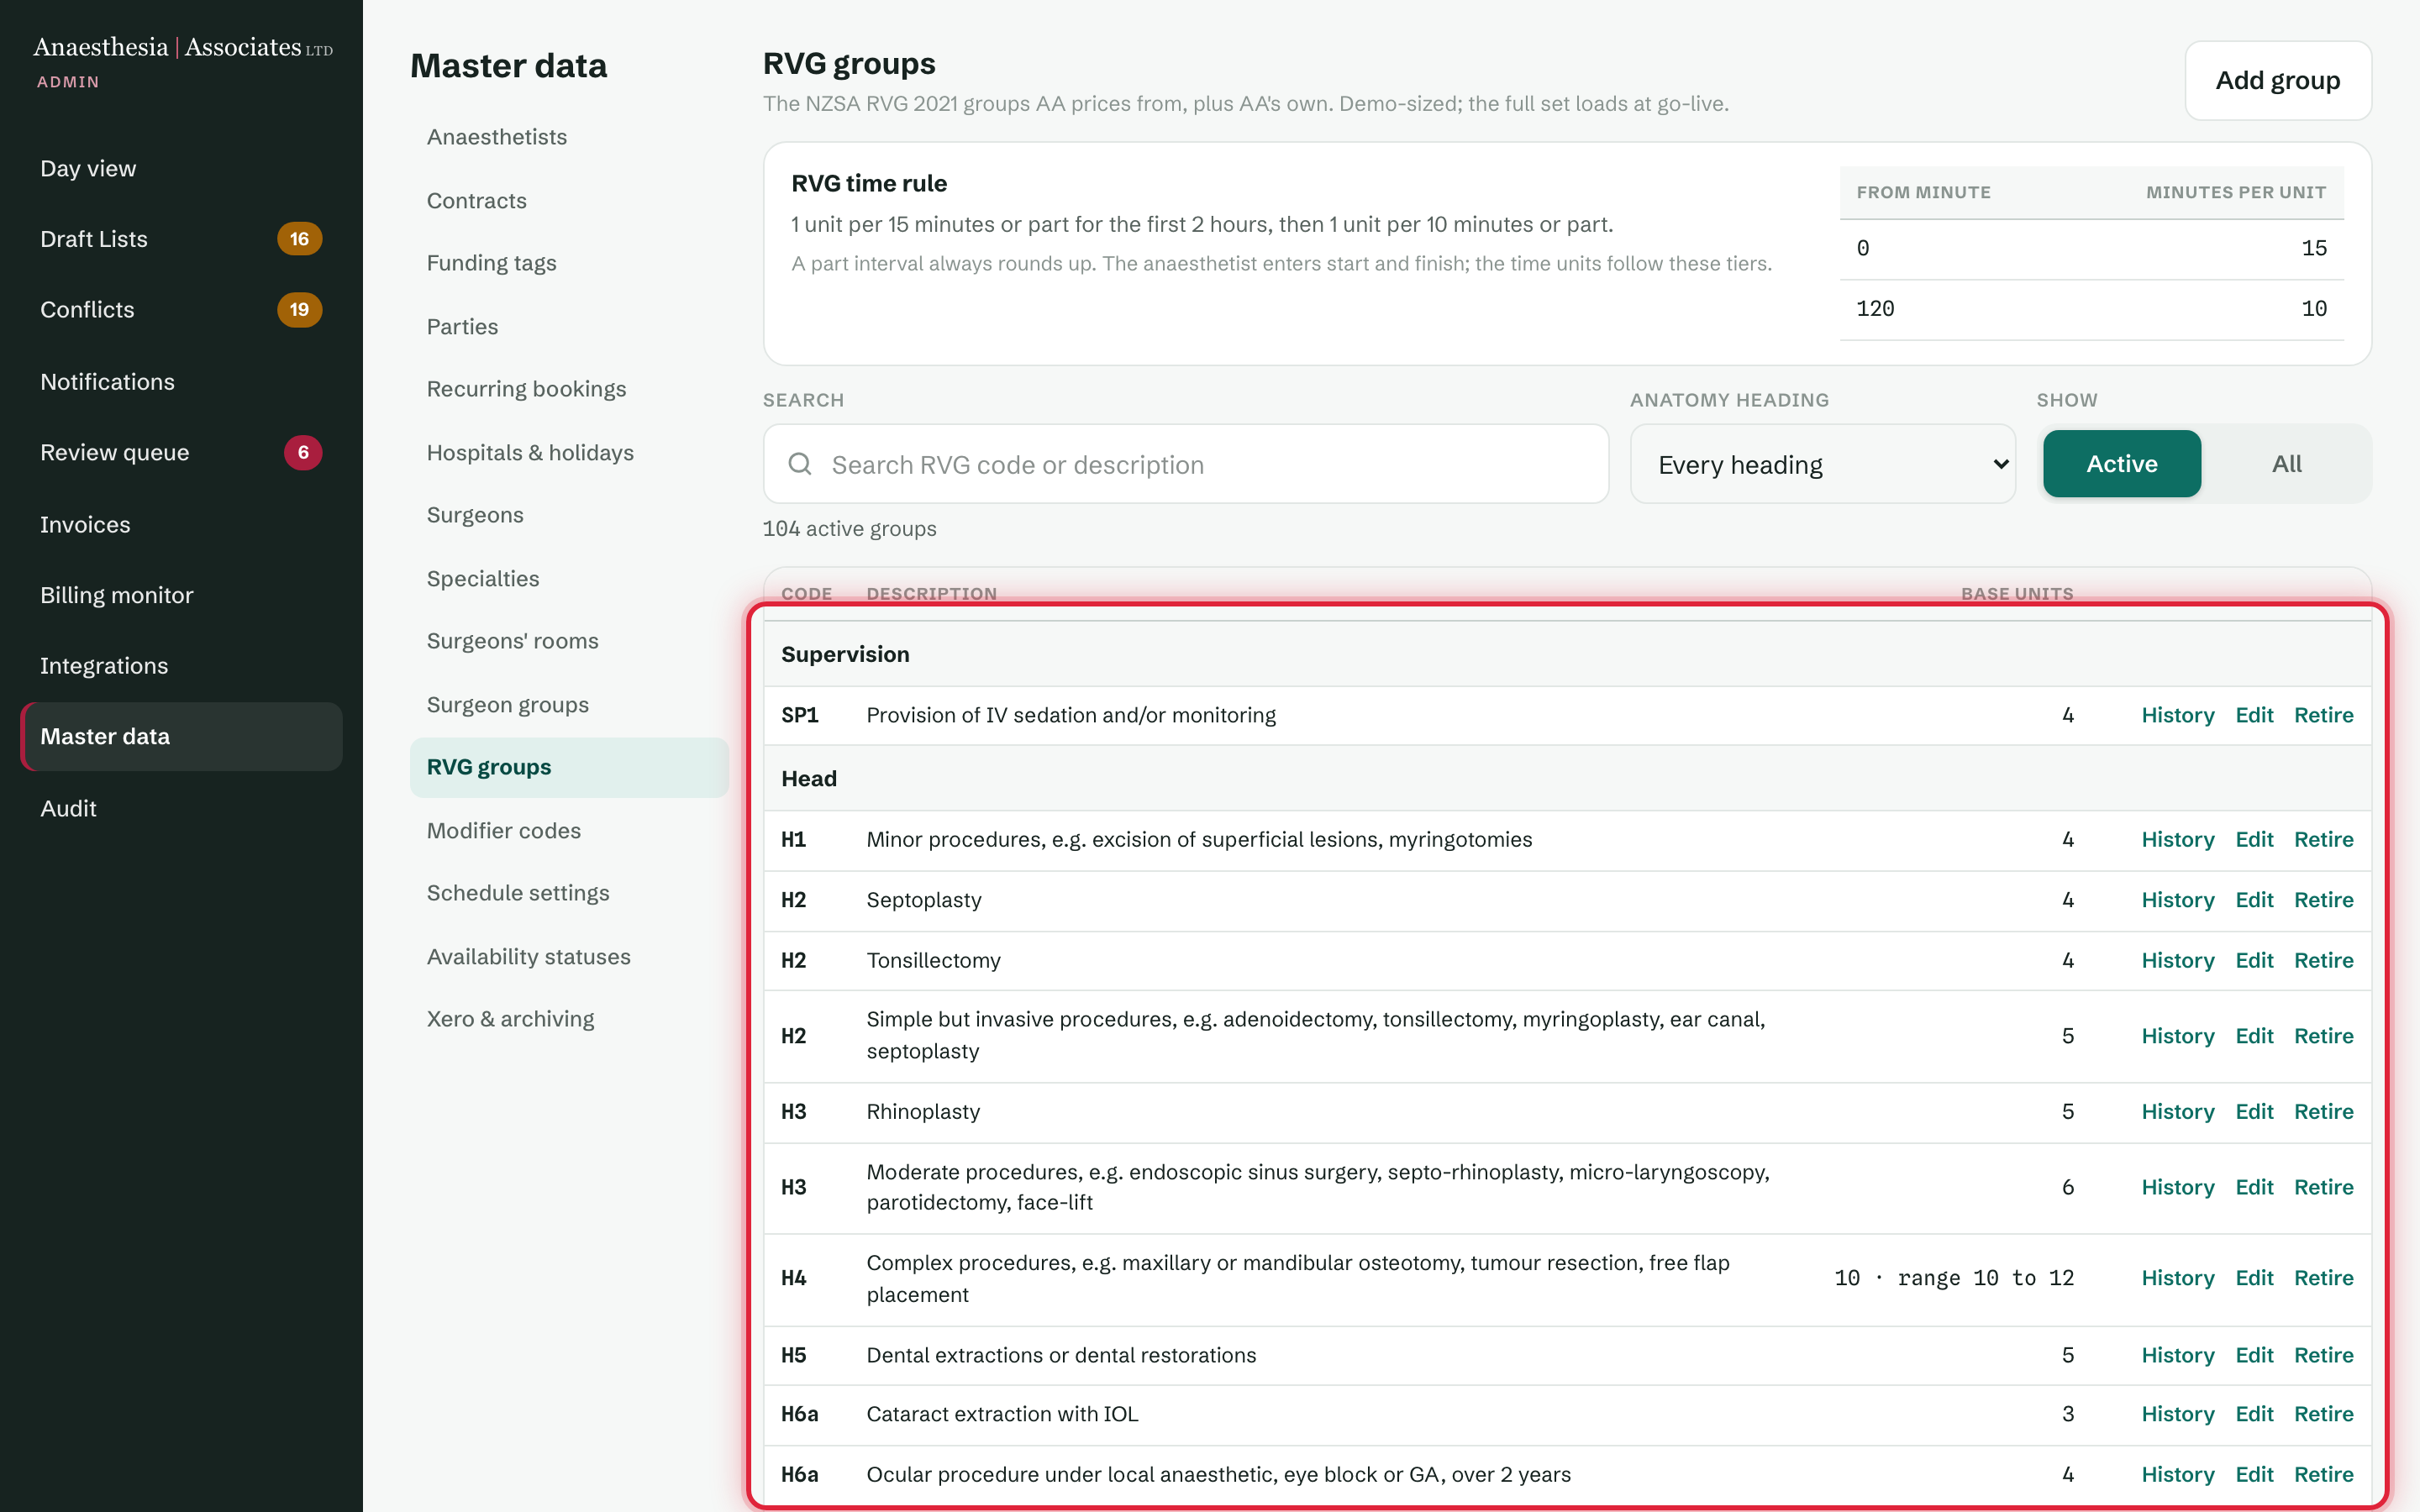 Anaesthesia | Associates LTD
ADMIN
Day view
Draft Lists 16
Conflicts 19
Notifications
Review queue 6
Invoices
Billing monitor
Integrations
Master data
Audit
Master data
Anaesthetists
Contracts
Funding tags
Parties
Recurring bookings
Hospitals & holidays
Surgeons
Specialties
Surgeons' rooms
Surgeon groups
RVG groups
Modifier codes
Schedule settings
Availability statuses
Xero & archiving
RVG groups
The NZSA RVG 2021 groups AA prices from, plus AA's own. Demo-sized; the full set loads at go-live.
Add group
RVG time rule
1 unit per 15 minutes or part for the first 2 hours, then 1 unit per 10 minutes or part.
A part interval always rounds up. The anaesthetist enters start and finish; the time units follow these tiers.
FROM MINUTE MINUTES PER UNIT
0 15
120 10
SEARCH
Search RVG code or description
ANATOMY HEADING
Every heading
SHOW
Active All
104 active groups
CODE DESCRIPTION BASE UNITS
Supervision
SP1 Provision of IV sedation and/or monitoring 4 History Edit Retire
Head
H1 Minor procedures, e.g. excision of superficial lesions, myringotomies 4 History Edit Retire
H2 Septoplasty 4 History Edit Retire
H2 Tonsillectomy 4 History Edit Retire
H2 Simple but invasive procedures, e.g. adenoidectomy, tonsillectomy, myringoplasty, ear canal,
septoplasty 5 History Edit Retire
H3 Rhinoplasty 5 History Edit Retire
H3 Moderate procedures, e.g. endoscopic sinus surgery, septo-rhinoplasty, micro-laryngoscopy,
parotidectomy, face-lift 6 History Edit Retire
H4 Complex procedures, e.g. maxillary or mandibular osteotomy, tumour resection, free flap
placement 10 · range 10 to 12 History Edit Retire
H5 Dental extractions or dental restorations 5 History Edit Retire
H6a Cataract extraction with IOL 3 History Edit Retire
H6a Ocular procedure under local anaesthetic, eye block or GA, over 2 years 4 History Edit Retire